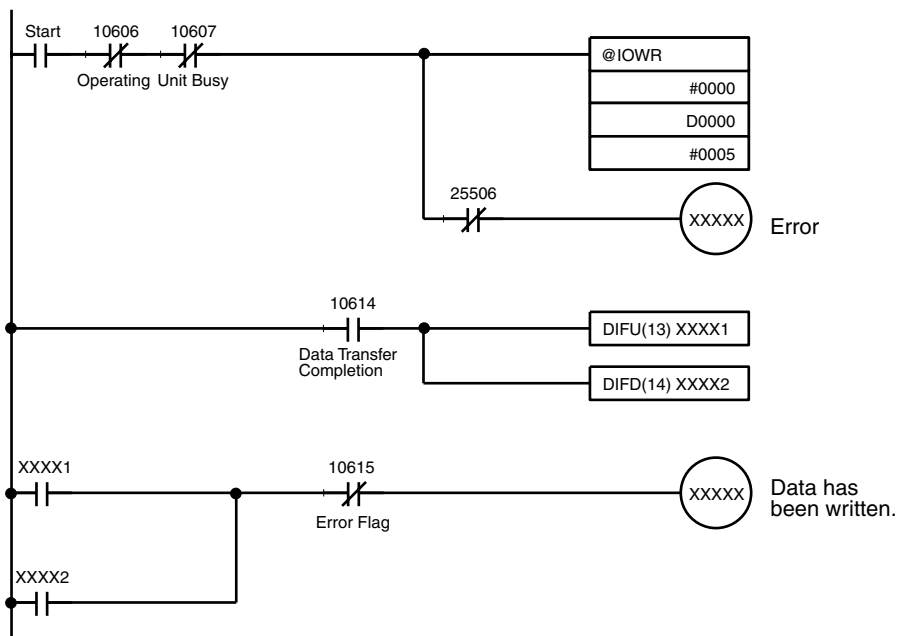 Start 10606 10607
Operating Unit Busy
@IOWR
#0000
D0000
#0005
25506
XXXXX Error
10614
Data Transfer
Completion
DIFU(13) XXXX1
DIFD(14) XXXX2
XXXX1 10615
Error Flag
XXXXX
Data has
been written.
XXXX2